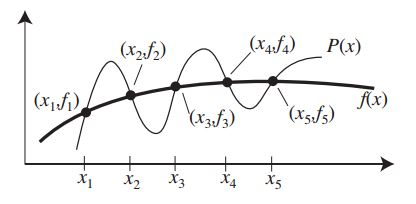 (x₄,f₄)
P(x)
(x₂,f₂)
(x₁,f₁)
f(x)
(x₃,f₃)
(x₅,f₅)
x₁ x₂ x₃ x₄ x₅